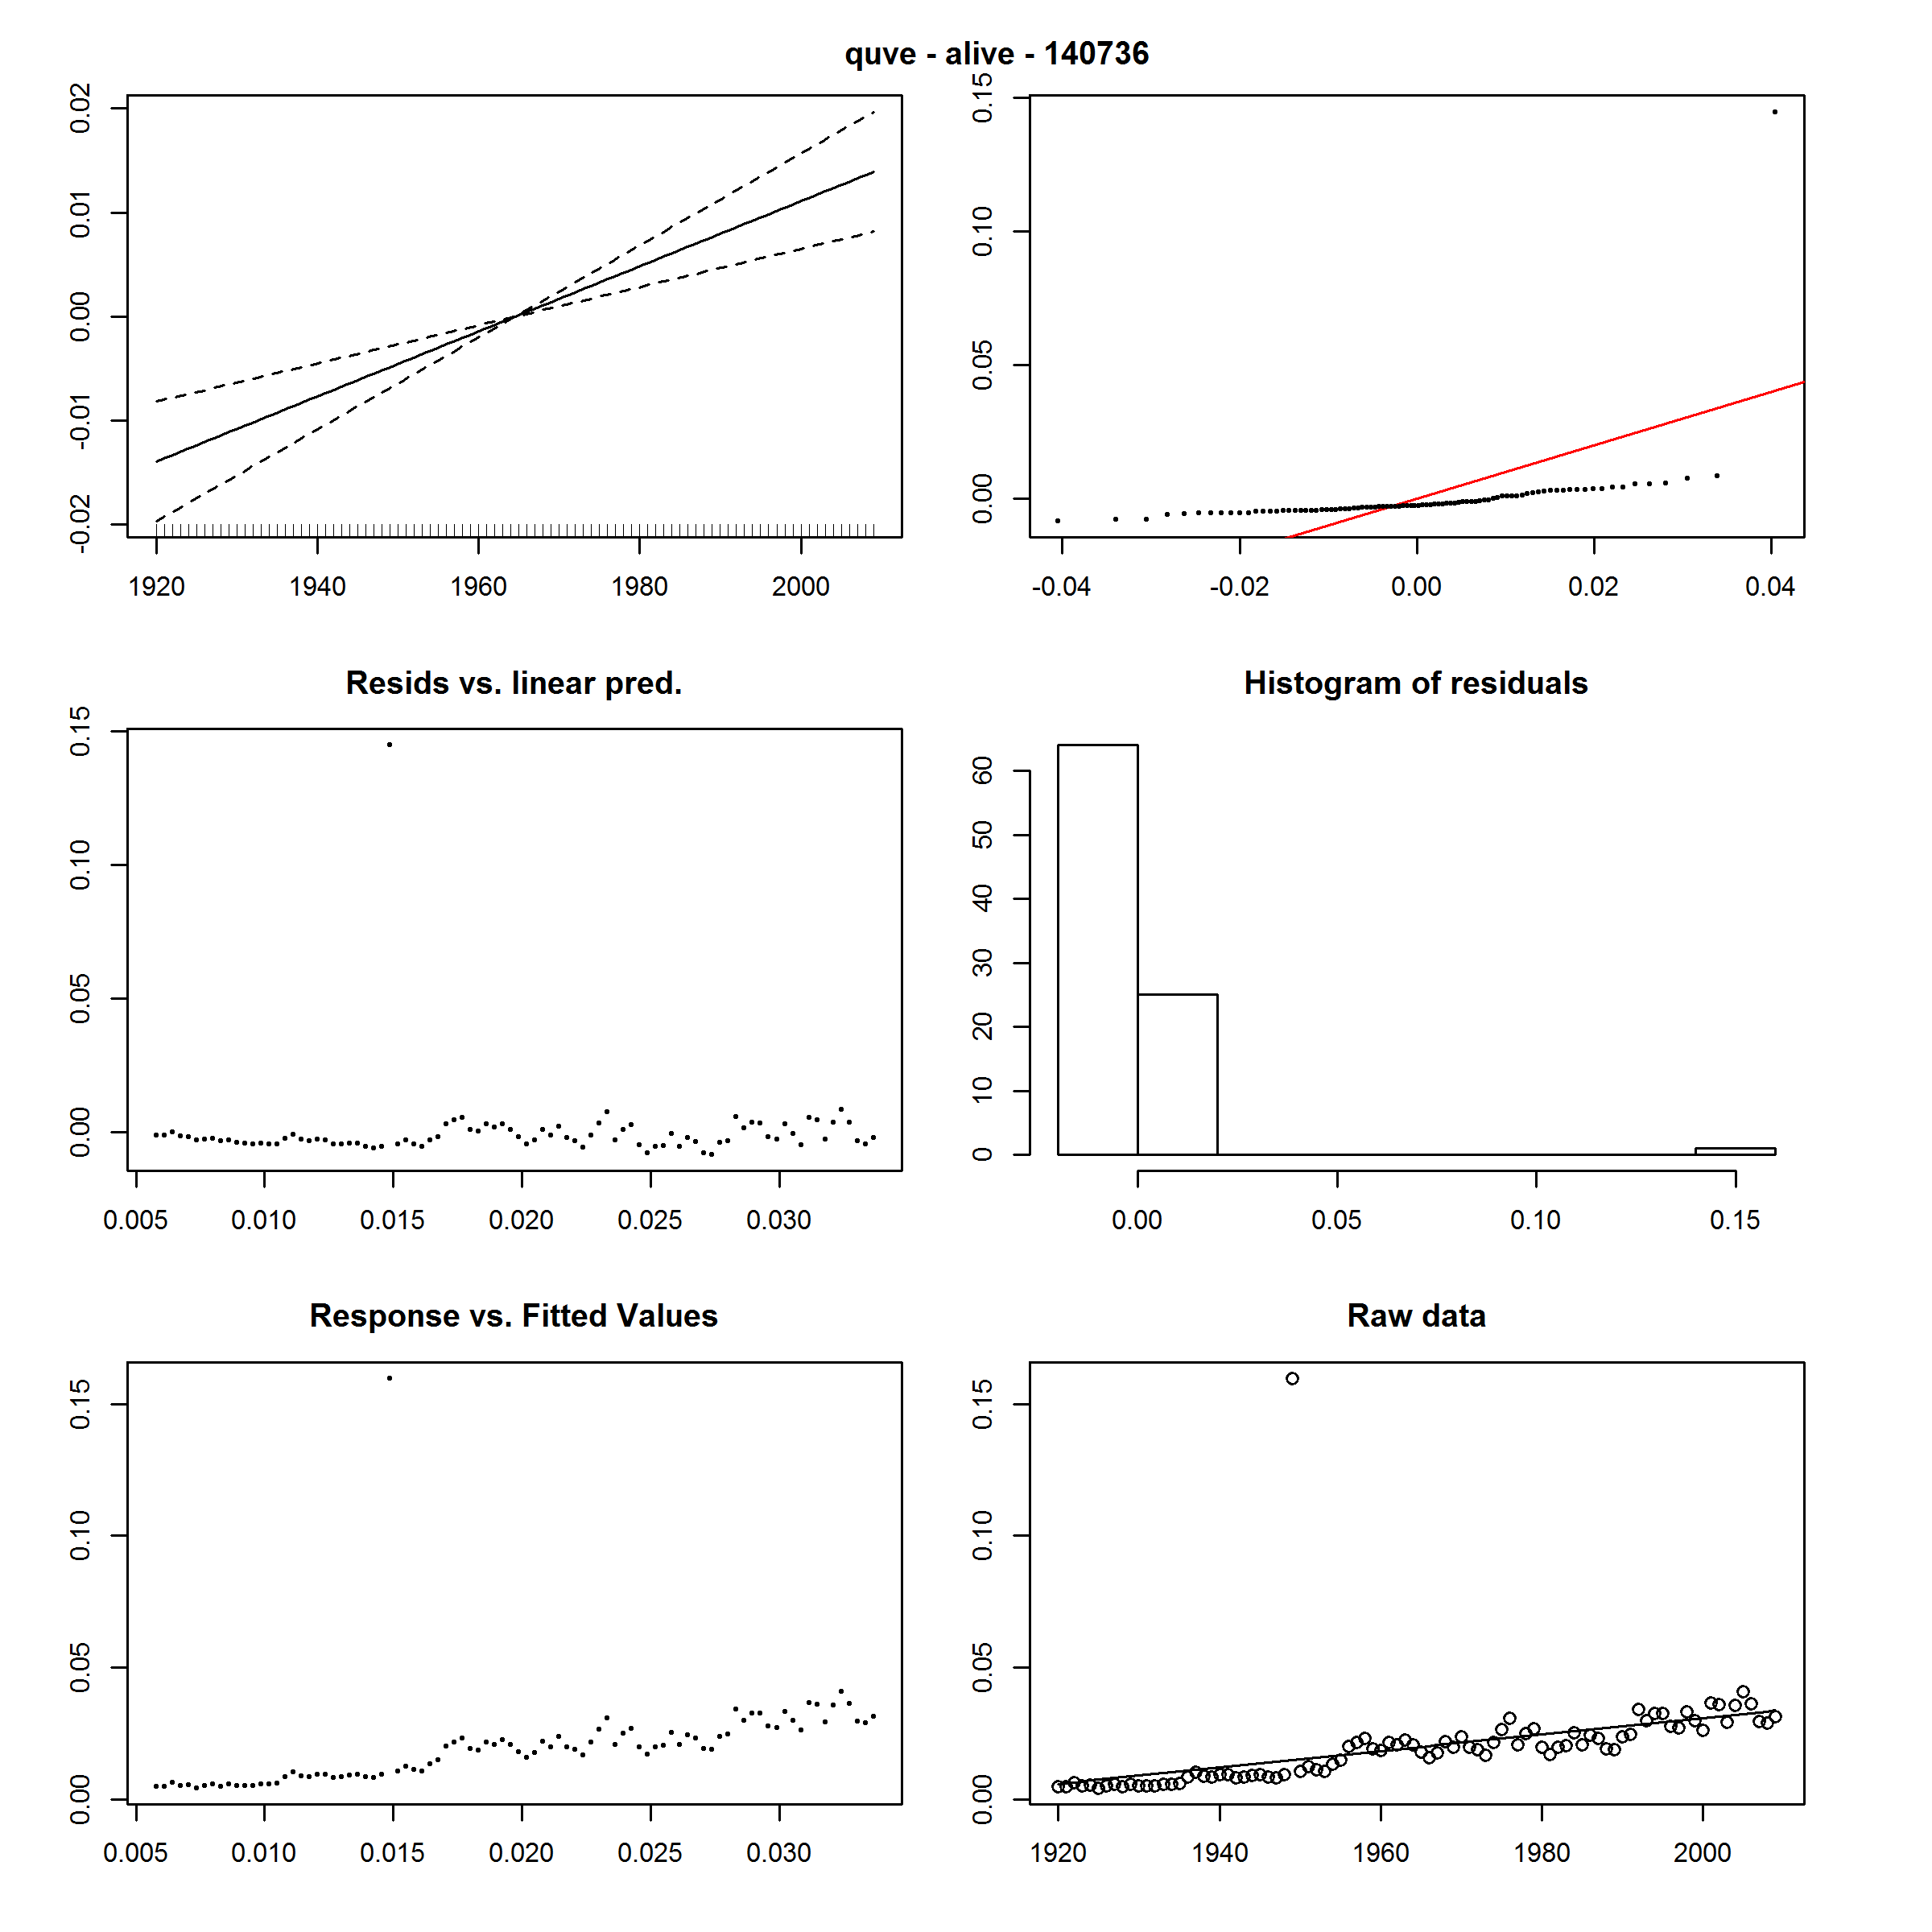 quve - alive - 140736
0.02
0.01
0.00
-0.01
-0.02
1920 1940 1960 1980 2000
0.15
0.10
0.05
0.00
-0.04 -0.02 0.00 0.02 0.04
Resids vs. linear pred.
0.15
0.10
0.05
0.00
0.005 0.010 0.015 0.020 0.025 0.030
Histogram of residuals
60
50
40
30
20
10
0
0.00 0.05 0.10 0.15
Response vs. Fitted Values
0.15
0.10
0.05
0.00
0.005 0.010 0.015 0.020 0.025 0.030
Raw data
0.15
0.10
0.05
0.00
1920 1940 1960 1980 2000